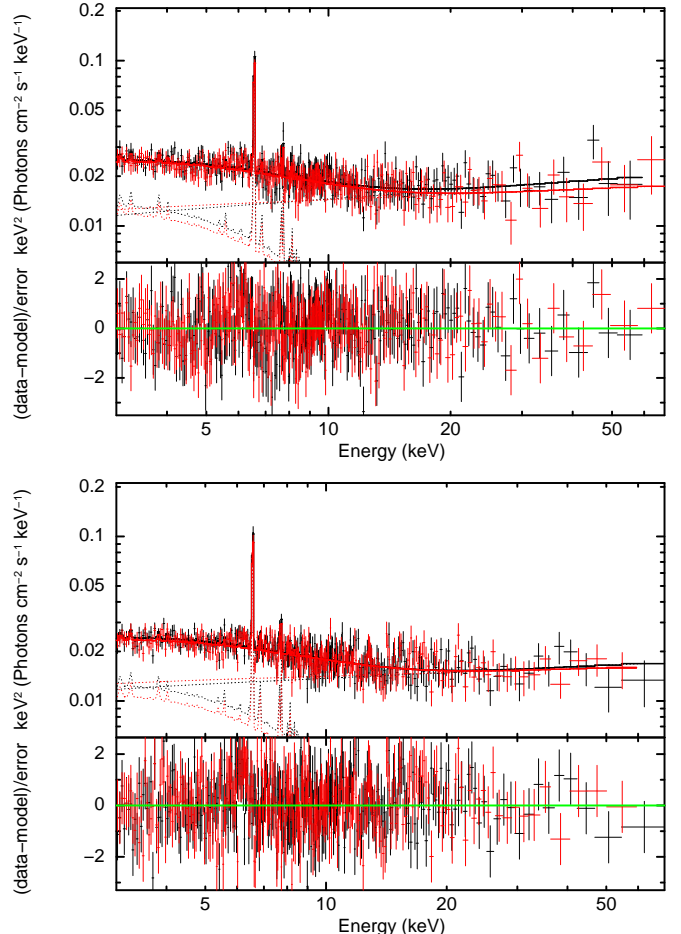 0.2
0.1
0.05
0.02
0.01
keV² (Photons cm⁻² s⁻¹ keV⁻¹)
2
0
−2
(data−model)/error
5 10 20 50
Energy (keV)
0.2
0.1
0.05
0.02
0.01
keV² (Photons cm⁻² s⁻¹ keV⁻¹)
2
0
−2
(data−model)/error
5 10 20 50
Energy (keV)